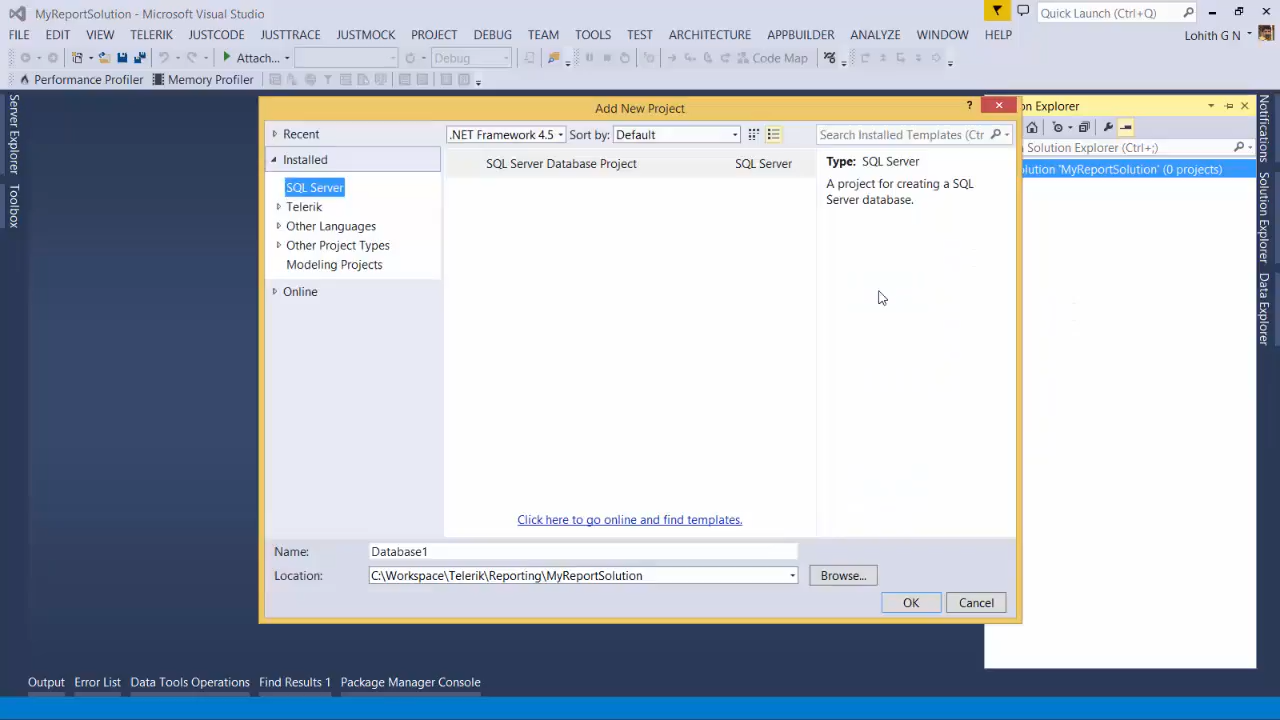 MyReportSolution - Microsoft Visual Studio
Quick Launch (Ctrl+Q)
FILE EDIT VIEW TELERIK JUSTCODE JUSTTRACE JUSTMOCK PROJECT DEBUG TEAM TOOLS TEST ARCHITECTURE APPBUILDER ANALYZE WINDOW HELP
Lohith G N
Attach... Debug Code Map
Performance Profiler Memory Profiler
Server Explorer
Toolbox
Add New Project
?
Recent
.NET Framework 4.5 Sort by: Default
Search Installed Templates (Ctr
Installed
SQL Server
Telerik
Other Languages
Other Project Types
Modeling Projects
Online
SQL Server Database Project SQL Server
Type: SQL Server
A project for creating a SQL
Server database.
Click here to go online and find templates.
Name: Database1
Location: C:\Workspace\Telerik\Reporting\MyReportSolution
Browse...
OK Cancel
on Explorer
Solution Explorer (Ctrl+;)
olution 'MyReportSolution' (0 projects)
Notifications
Solution Explorer
Data Explorer
Output Error List Data Tools Operations Find Results 1 Package Manager Console